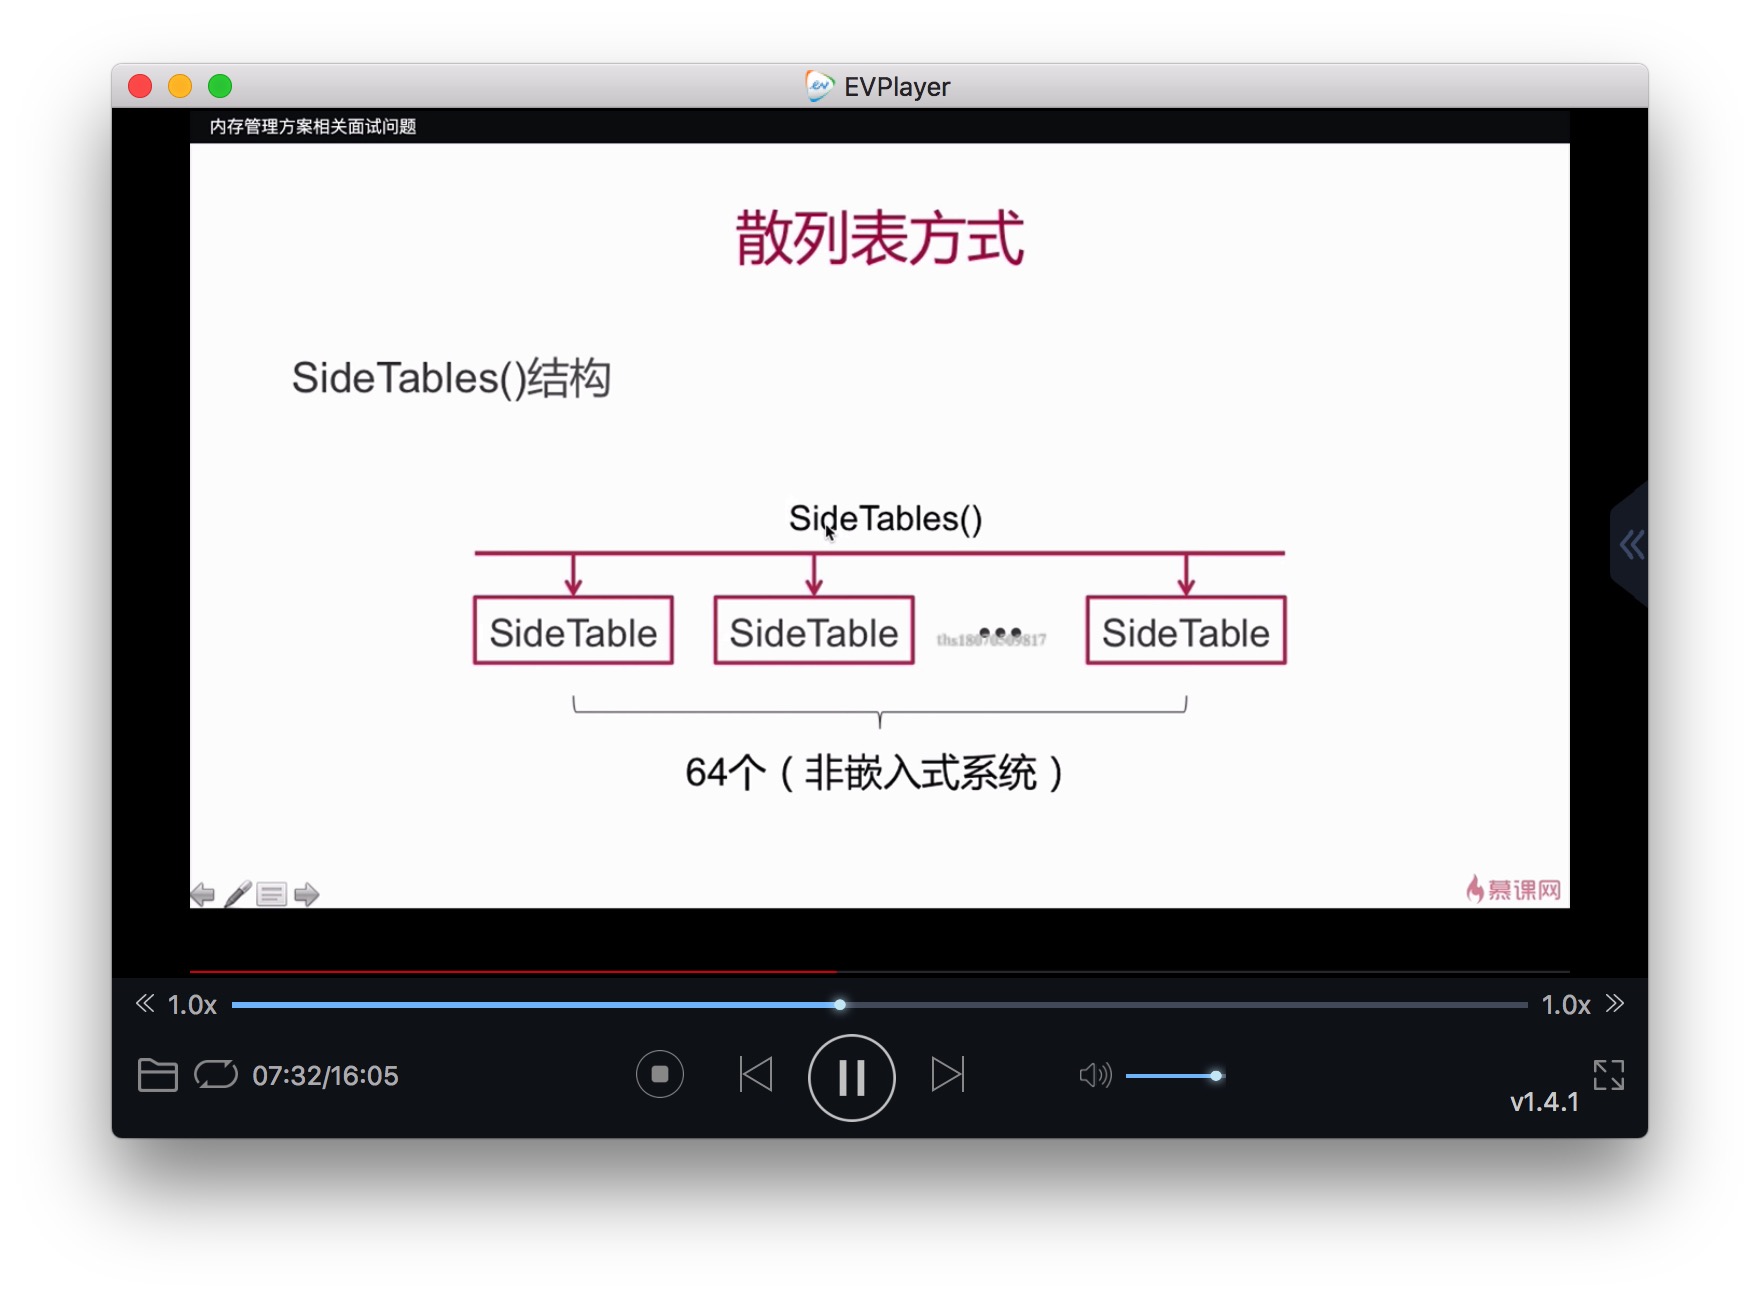 EVPlayer
内存管理方案相关面试问题
散列表方式
SideTables()结构
SideTables()
SideTable
SideTable
SideTable
64个（非嵌入式系统）
慕课网
1.0x
1.0x
07:32/16:05
v1.4.1